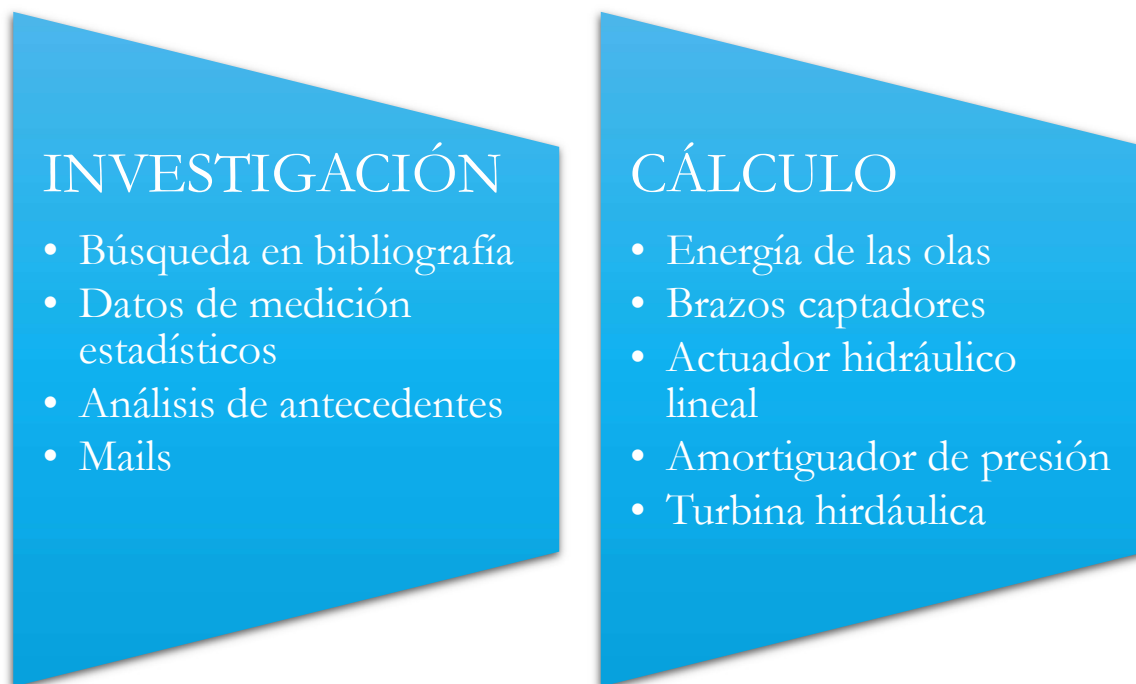 INVESTIGACIÓN
• Búsqueda en bibliografía
• Datos de medición
estadísticos
• Análisis de antecedentes
• Mails
CÁLCULO
• Energía de las olas
• Brazos captadores
• Actuador hidráulico
lineal
• Amortiguador de presión
• Turbina hirdáulica